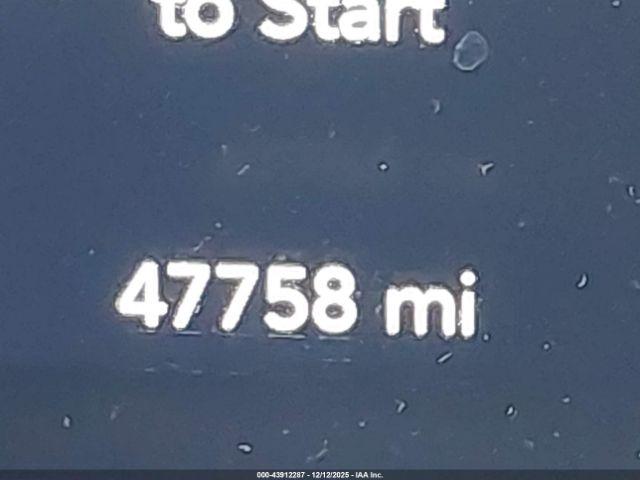 to Start
47758 mi
000-43912287 - 12/12/2025 - IAA Inc.